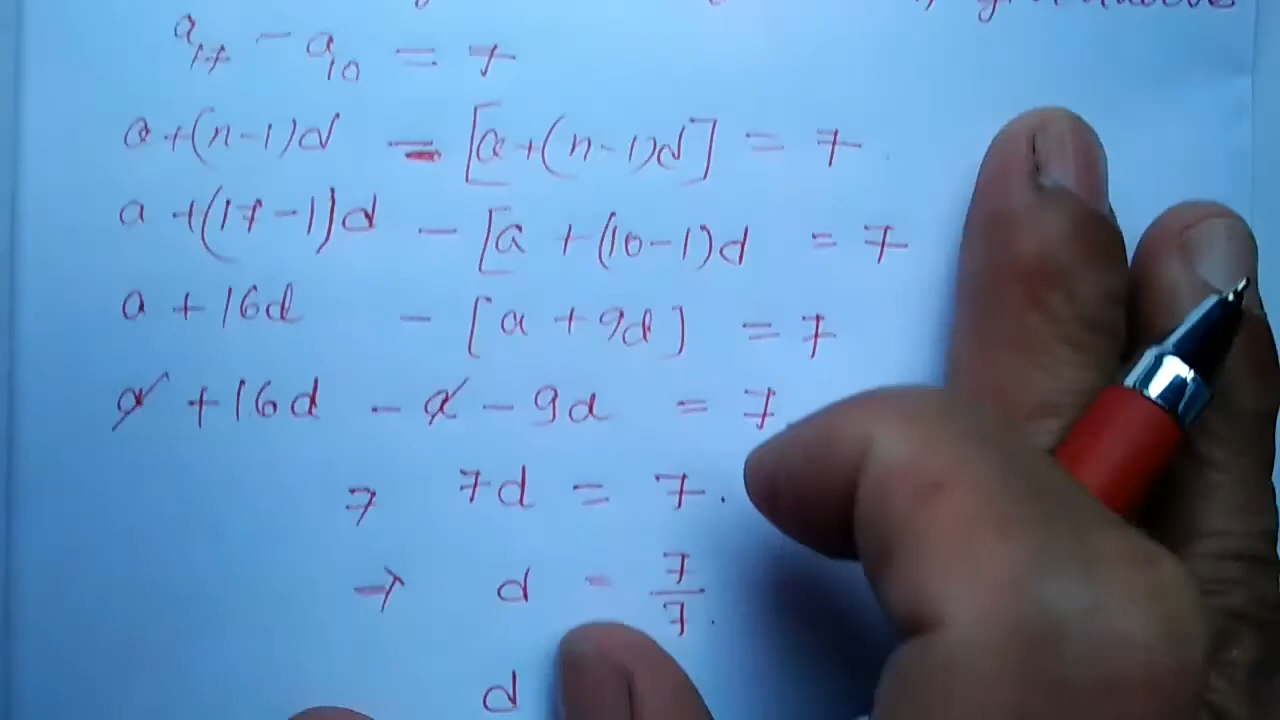 a₁₇ - a₁₀ = 7
a+(n-1)d - [a+(n-1)d] = 7
a+(17-1)d - [a+(10-1)d = 7
a+16d - [a+9d] = 7
a+16d - a - 9d = 7
⇒ 7d = 7.
→ d = 7/7.
d